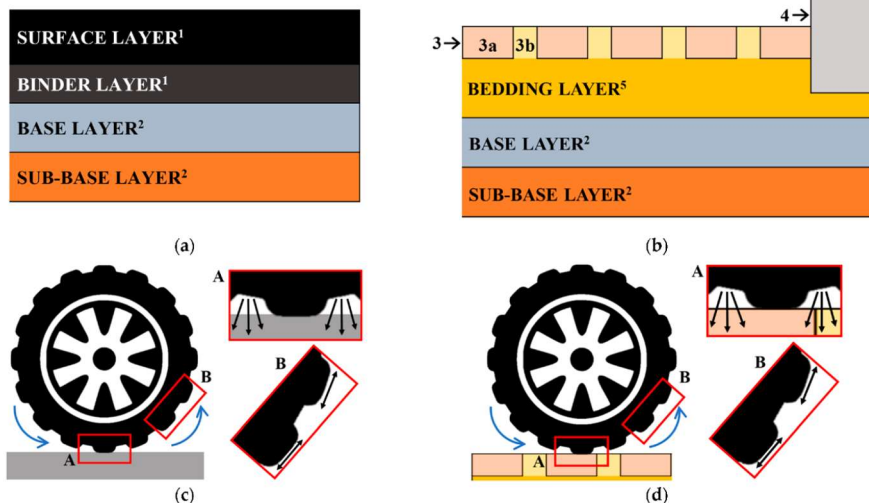 SURFACE LAYER¹
BINDER LAYER¹
BASE LAYER²
SUB-BASE LAYER²
(a)
4
3 3a 3b
BEDDING LAYER⁵
BASE LAYER²
SUB-BASE LAYER²
(b)
A
B
A
B
(c)
A
B
A
B
(d)